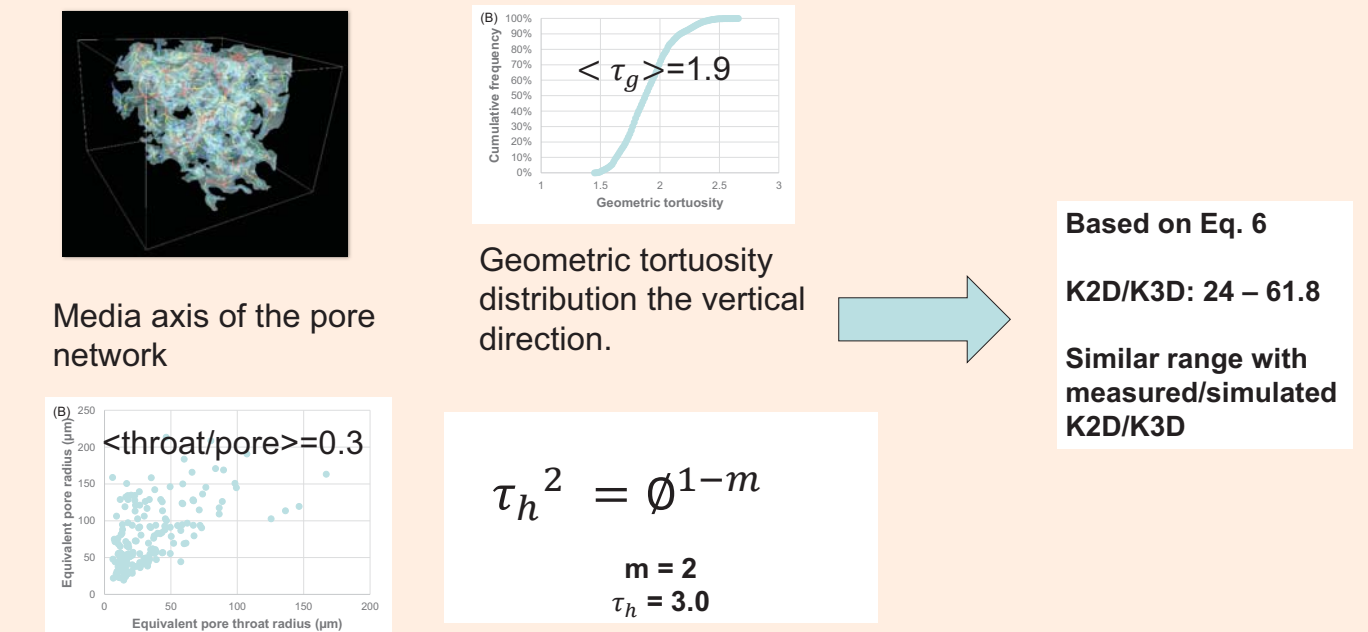 Media axis of the pore
network
(B)
Cumulative frequency
100%
90%
80%
70%
60%
50%
40%
30%
20%
10%
0%
< τg>=1.9
1 1.5 2 2.5 3
Geometric tortuosity
Geometric tortuosity
distribution the vertical
direction.
(B)
Equivalent pore radius (μm)
250
200
150
100
50
0
<throat/pore>=0.3
0 50 100 150 200
Equivalent pore throat radius (μm)
τh² = ∅¹⁻ᵐ
m = 2
τh = 3.0
Based on Eq. 6
K2D/K3D: 24 – 61.8
Similar range with
measured/simulated
K2D/K3D